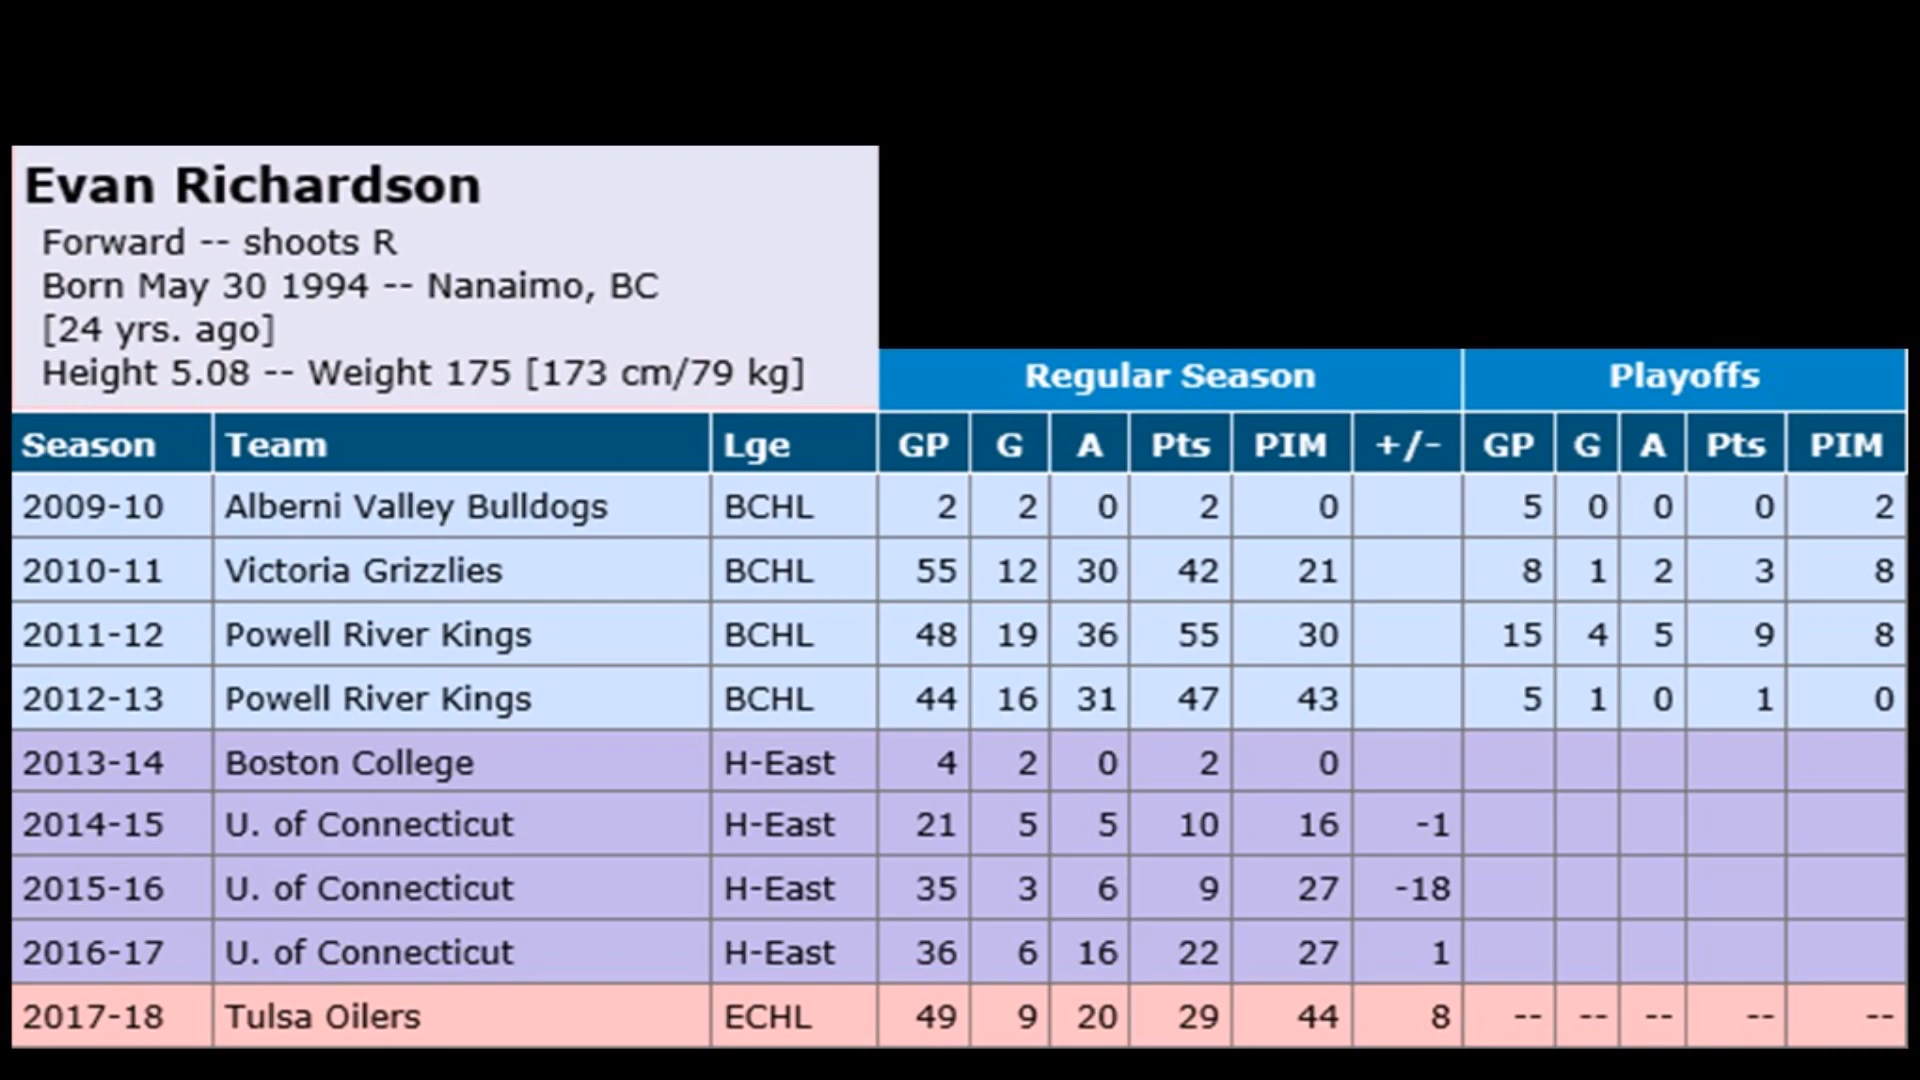 Evan Richardson
Forward -- shoots R
Born May 30 1994 -- Nanaimo, BC
[24 yrs. ago]
Height 5.08 -- Weight 175 [173 cm/79 kg]
Regular Season Playoffs
Season Team Lge GP G A Pts PIM +/- GP G A Pts PIM
2009-10 Alberni Valley Bulldogs BCHL 2 2 0 2 0 5 0 0 0 2
2010-11 Victoria Grizzlies BCHL 55 12 30 42 21 8 1 2 3 8
2011-12 Powell River Kings BCHL 48 19 36 55 30 15 4 5 9 8
2012-13 Powell River Kings BCHL 44 16 31 47 43 5 1 0 1 0
2013-14 Boston College H-East 4 2 0 2 0
2014-15 U. of Connecticut H-East 21 5 5 10 16 -1
2015-16 U. of Connecticut H-East 35 3 6 9 27 -18
2016-17 U. of Connecticut H-East 36 6 16 22 27 1
2017-18 Tulsa Oilers ECHL 49 9 20 29 44 8 -- -- -- -- --